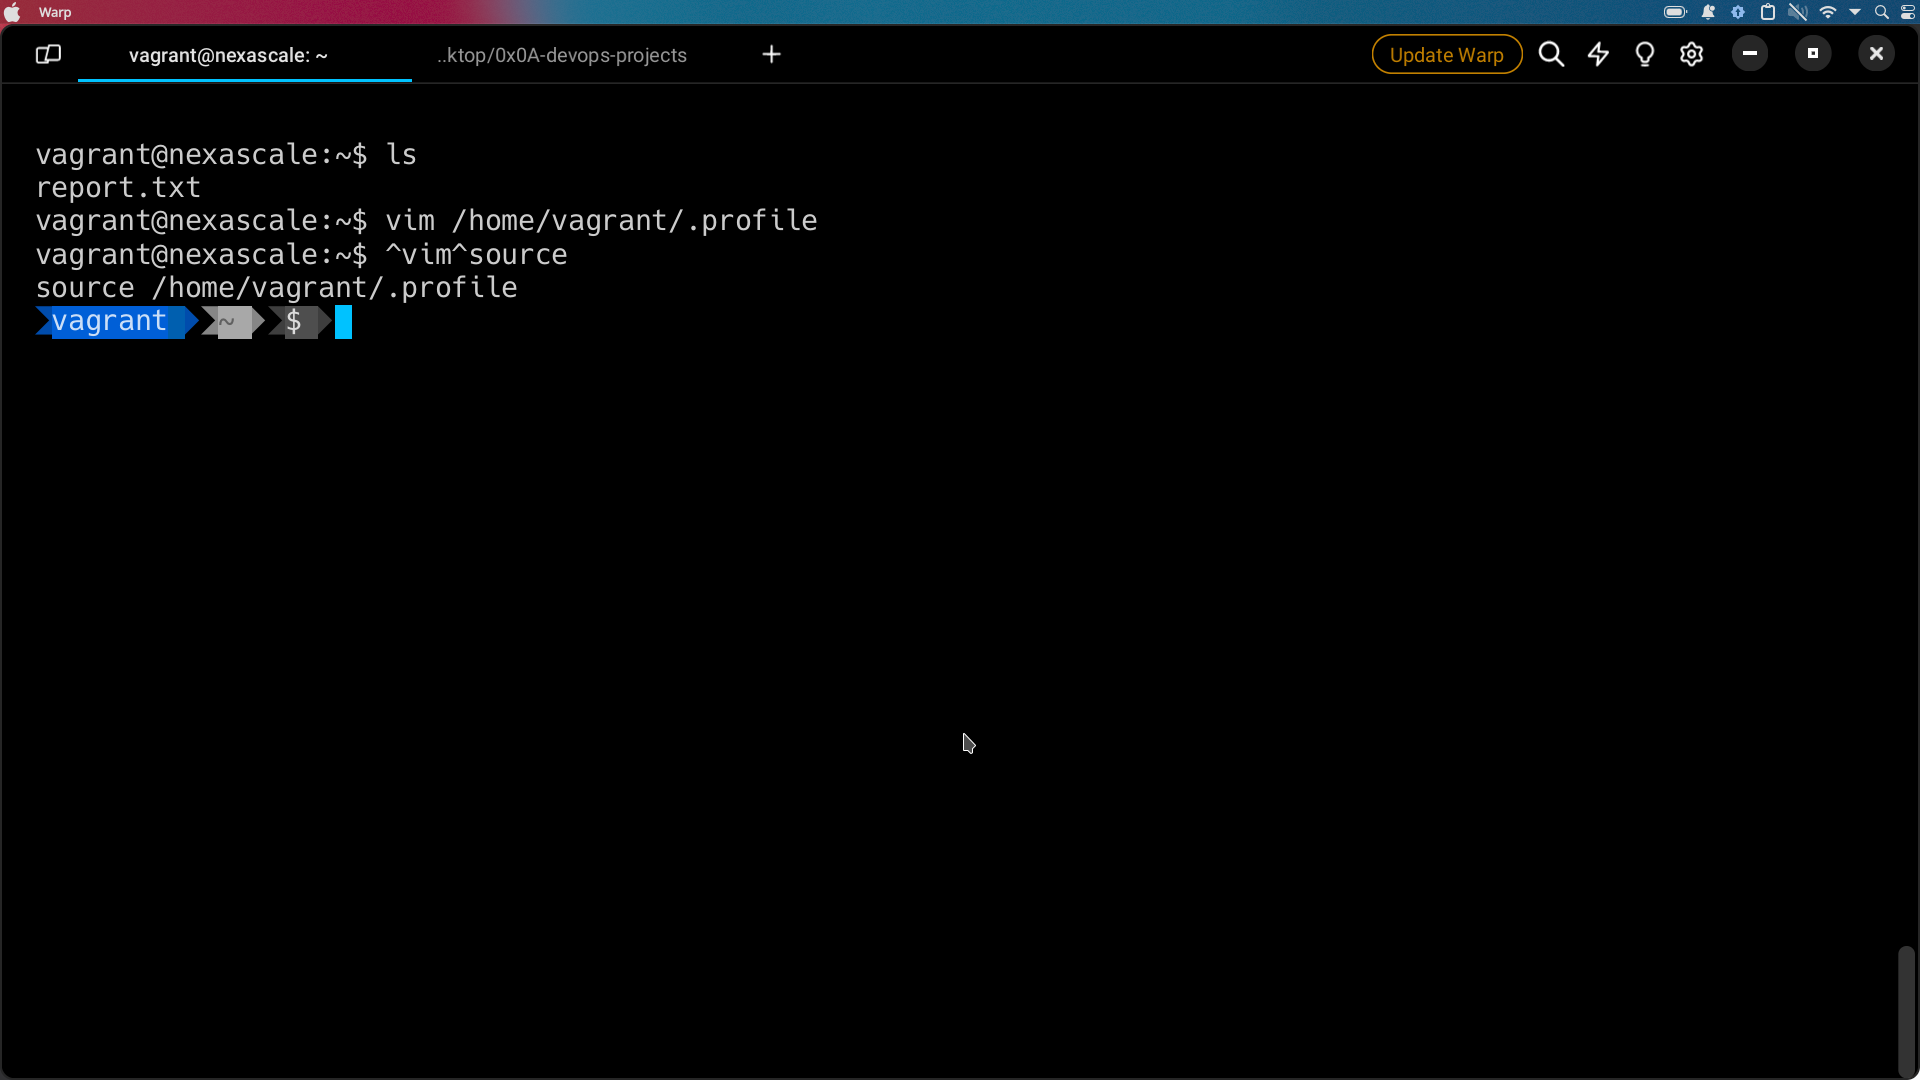 Warp
vagrant@nexascale: ~
..ktop/0x0A-devops-projects
Update Warp
vagrant@nexascale:~$ ls
report.txt
vagrant@nexascale:~$ vim /home/vagrant/.profile
vagrant@nexascale:~$ ^vim^source
source /home/vagrant/.profile
vagrant ~ $